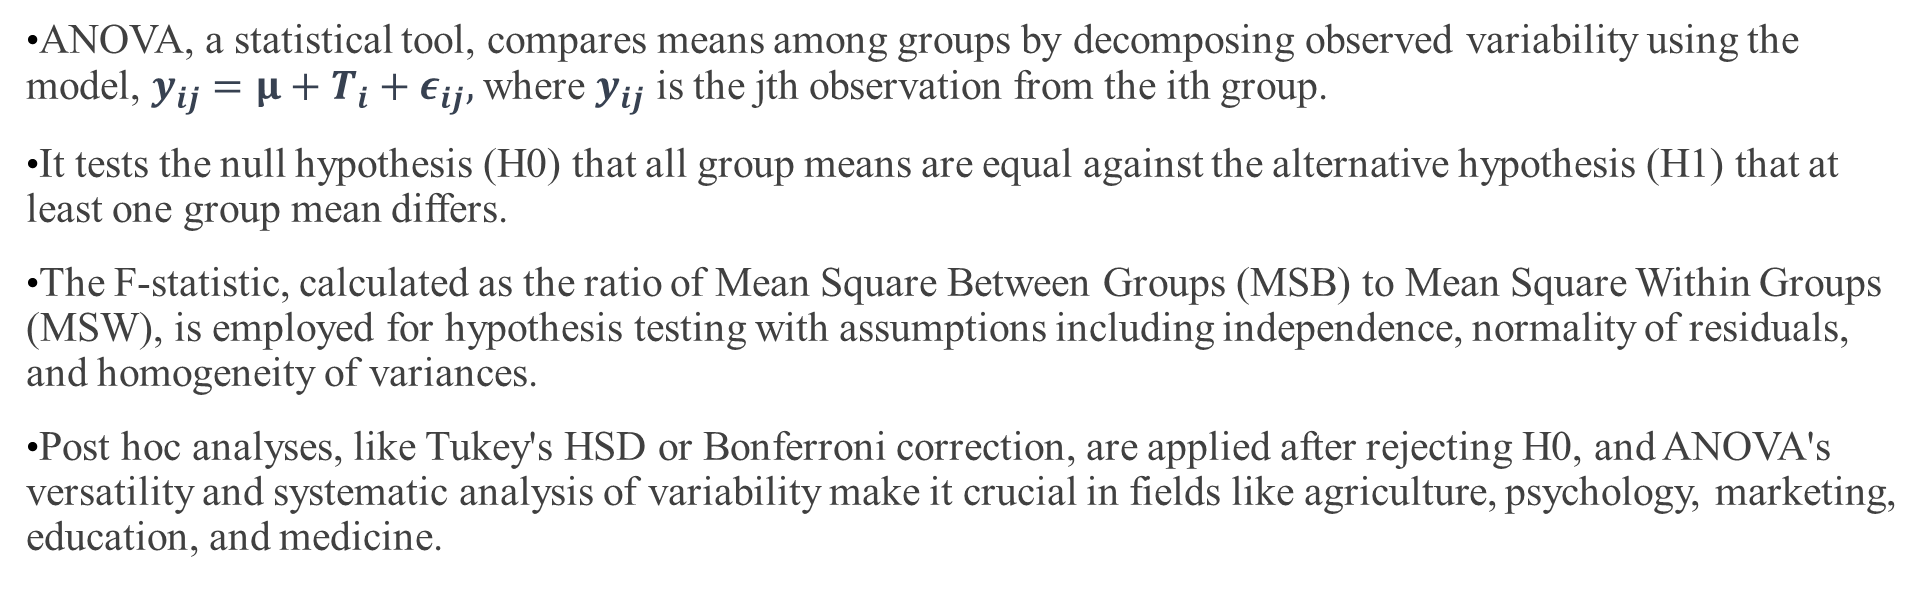 •ANOVA, a statistical tool, compares means among groups by decomposing observed variability using the
model, 𝒚ᵢⱼ = 𝛍 + 𝑻ᵢ + 𝝐ᵢⱼ, where 𝒚ᵢⱼ is the jth observation from the ith group.
•It tests the null hypothesis (H0) that all group means are equal against the alternative hypothesis (H1) that at
least one group mean differs.
•The F-statistic, calculated as the ratio of Mean Square Between Groups (MSB) to Mean Square Within Groups
(MSW), is employed for hypothesis testing with assumptions including independence, normality of residuals,
and homogeneity of variances.
•Post hoc analyses, like Tukey's HSD or Bonferroni correction, are applied after rejecting H0, and ANOVA's
versatility and systematic analysis of variability make it crucial in fields like agriculture, psychology, marketing,
education, and medicine.